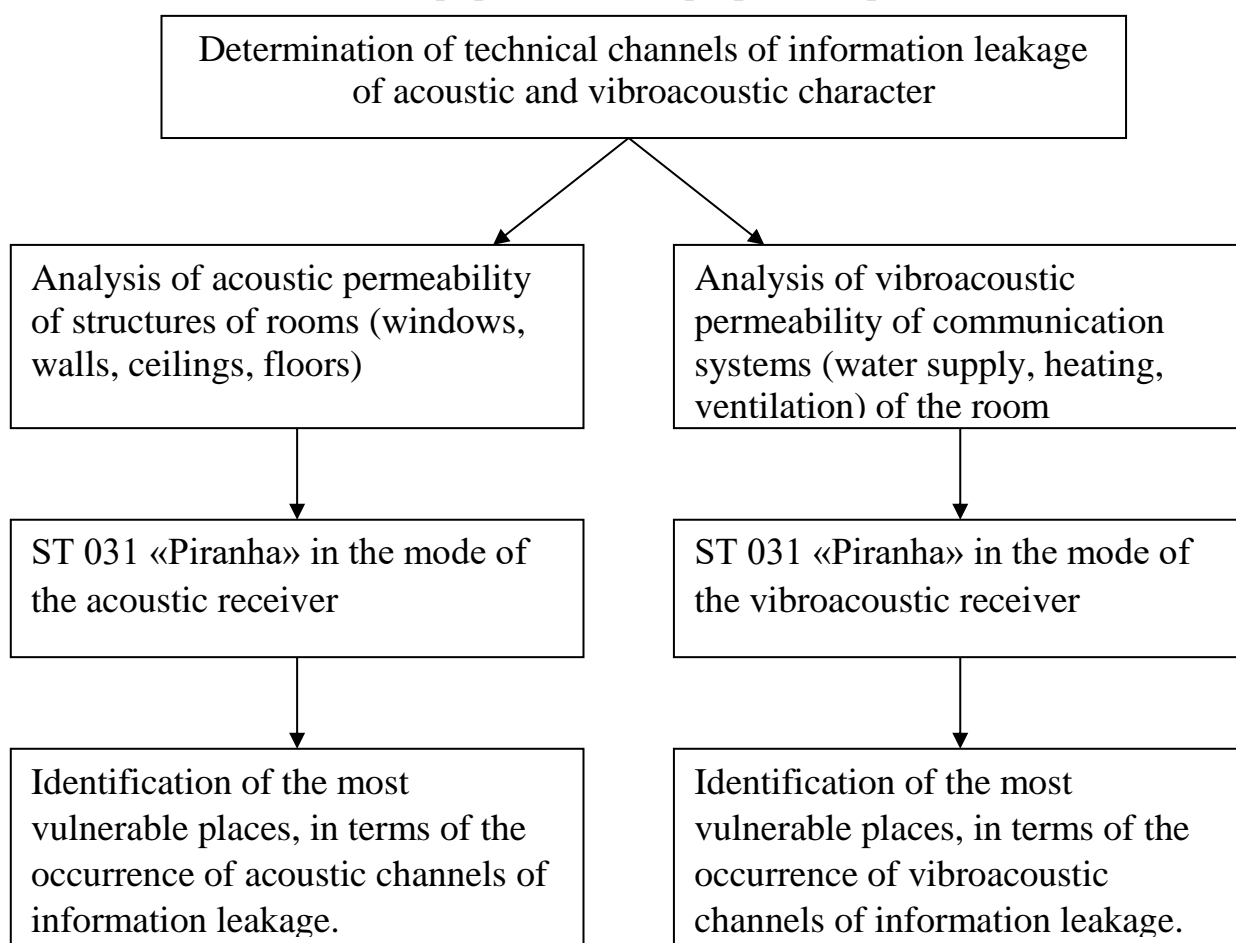 Determination of technical channels of information leakage
of acoustic and vibroacoustic character
Analysis of acoustic permeability
of structures of rooms (windows,
walls, ceilings, floors)
Analysis of vibroacoustic
permeability of communication
systems (water supply, heating,
ventilation) of the room
ST 031 «Piranha» in the mode of
the acoustic receiver
ST 031 «Piranha» in the mode of
the vibroacoustic receiver
Identification of the most
vulnerable places, in terms of the
occurrence of acoustic channels of
information leakage.
Identification of the most
vulnerable places, in terms of the
occurrence of vibroacoustic
channels of information leakage.